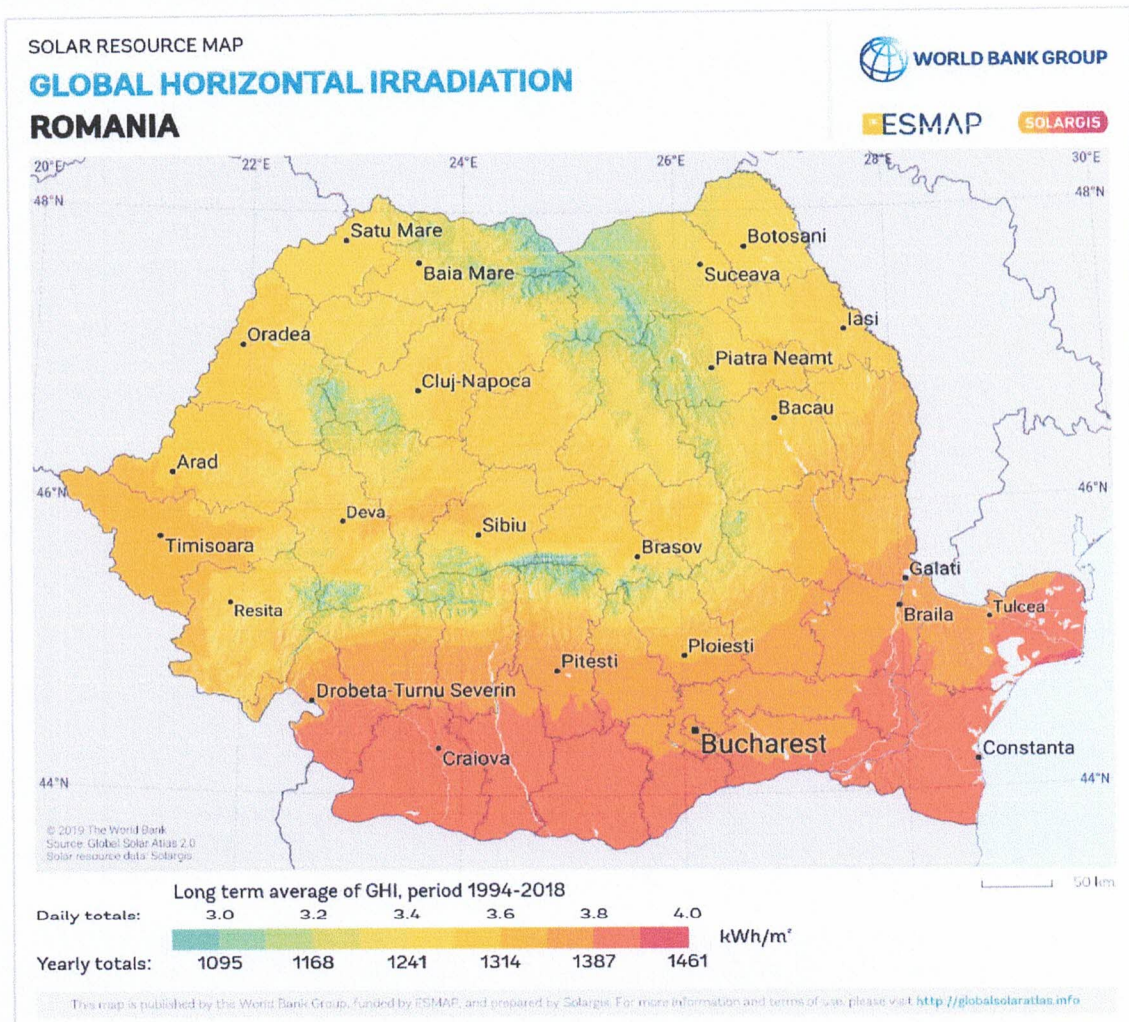 SOLAR RESOURCE MAP
GLOBAL HORIZONTAL IRRADIATION
ROMANIA
WORLD BANK GROUP
ESMAP
SOLARGIS
20°E 22°E 24°E 26°E 28°E 30°E
48°N 48°N
Satu Mare
Botosani
Baia Mare
Suceava
Iasi
Oradea
Piatra Neamt
Cluj-Napoca
Bacau
Arad
46°N 46°N
Deva
Sibiu
Timisoara
Brasov
Galati
Resita
Braila
Tulcea
Ploiesti
Pitesti
Drobeta-Turnu Severin
Bucharest
Craiova
Constanta
44°N 44°N
© 2019 The World Bank
Source: Global Solar Atlas 2.0
Solar resource data: Solargis
50 km
Long term average of GHI, period 1994-2018
Daily totals: 3.0 3.2 3.4 3.6 3.8 4.0
kWh/m²
Yearly totals: 1095 1168 1241 1314 1387 1461
This map is published by the World Bank Group, funded by ESMAP, and prepared by Solargis. For more information and terms of use, please visit http://globalsolaratlas.info